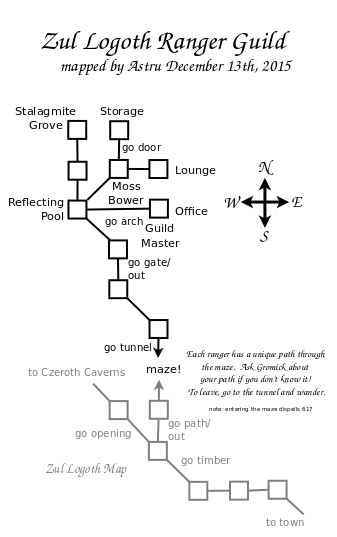 Zul Logoth Ranger Guild
mapped by Astru December 13th, 2015
Stalagmite
Grove
Storage
go door
Lounge
Moss
Bower
Reflecting
Pool
Office
go arch
Guild
Master
N
W
E
S
go gate/
out
go tunnel
maze!
Each ranger has a unique path through
the maze. Ask Gromick about
your path if you don't know it!
To leave, go to the tunnel and wander.
note: entering the maze dispells 617
to Czeroth Caverns
go path/
out
go opening
Zul Logoth Map
go timber
to town